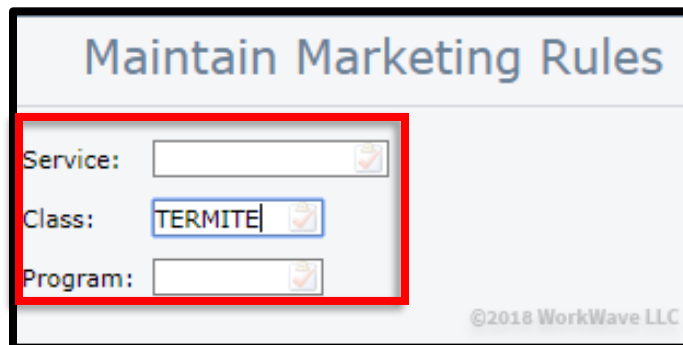 Maintain Marketing Rules
Service:
Class: TERMITE
Program:
©2018 WorkWave LLC